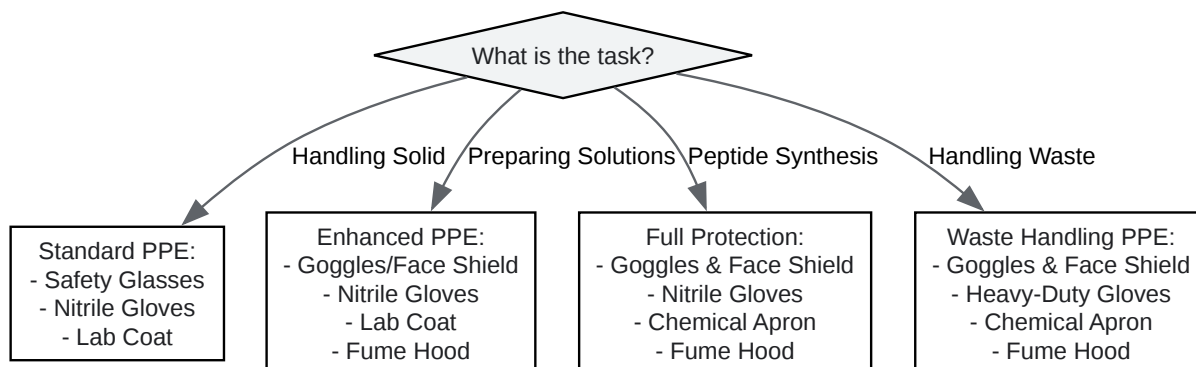 What is the task?
Handling Solid
Preparing Solutions
Peptide Synthesis
Handling Waste
Standard PPE:
- Safety Glasses
- Nitrile Gloves
- Lab Coat
Enhanced PPE:
- Goggles/Face Shield
- Nitrile Gloves
- Lab Coat
- Fume Hood
Full Protection:
- Goggles & Face Shield
- Nitrile Gloves
- Chemical Apron
- Fume Hood
Waste Handling PPE:
- Goggles & Face Shield
- Heavy-Duty Gloves
- Chemical Apron
- Fume Hood